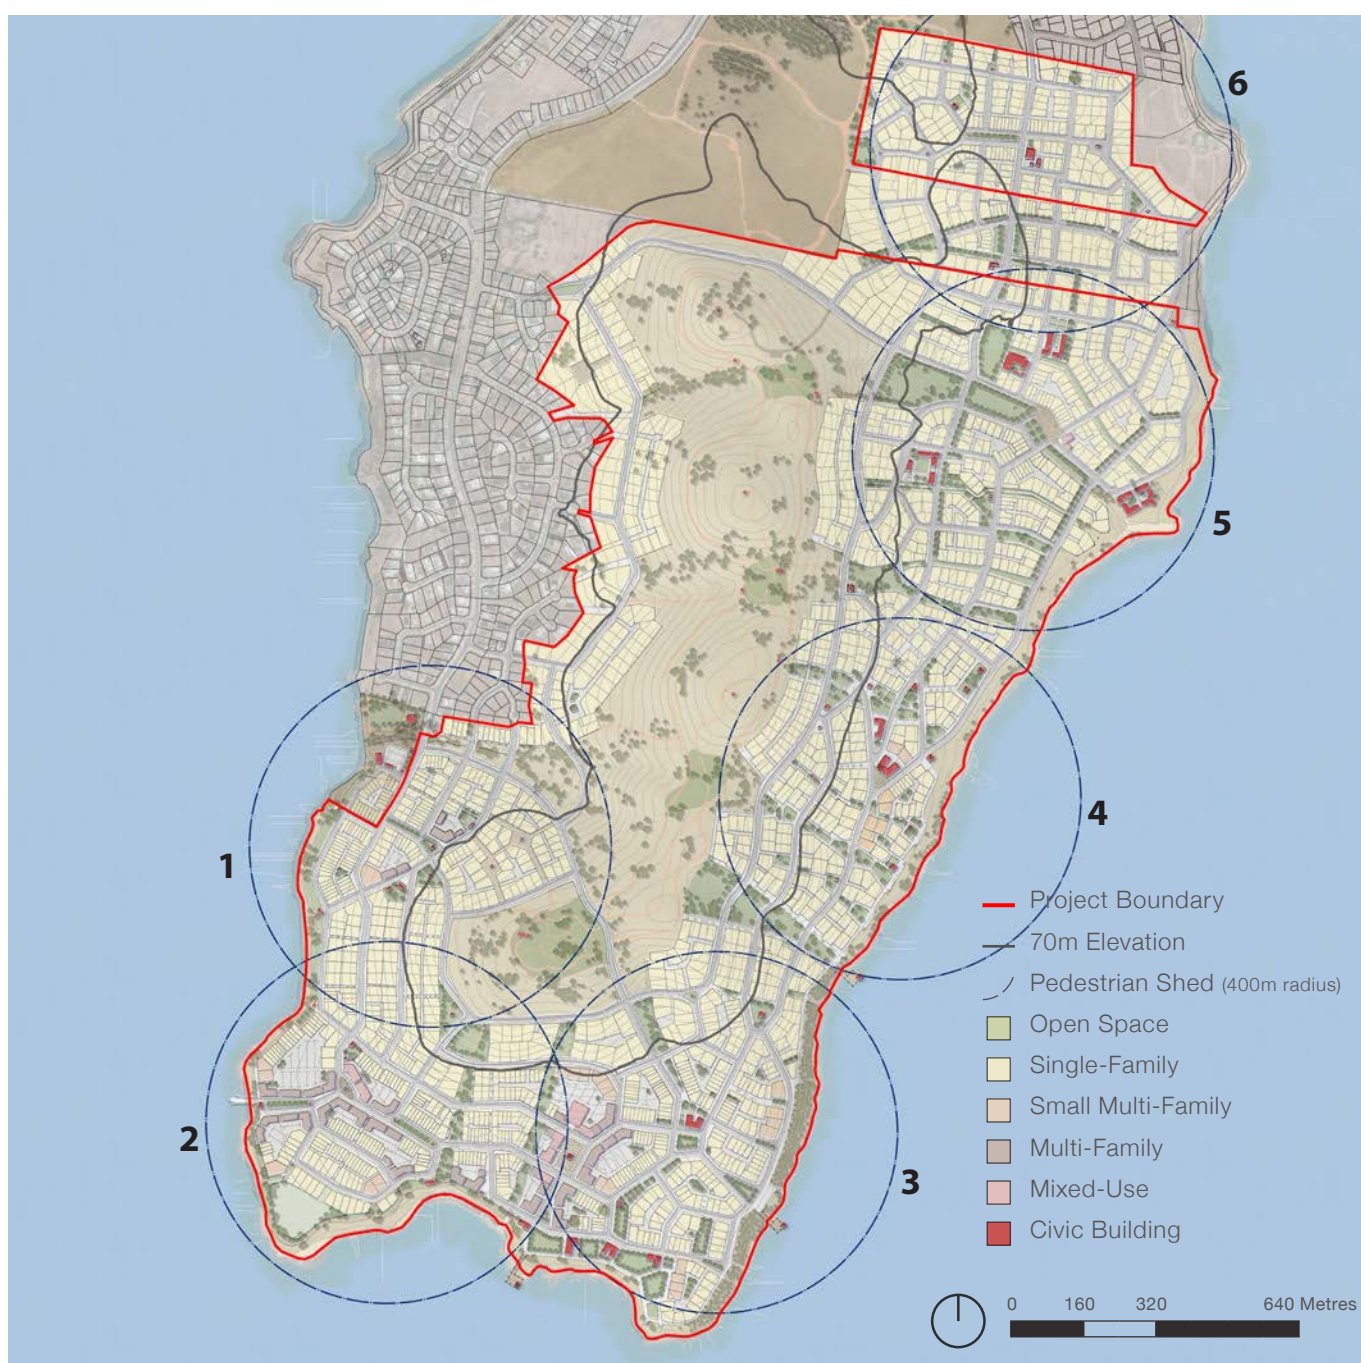 6
5
4
1
2
3
Project Boundary
70m Elevation
Pedestrian Shed (400m radius)
Open Space
Single-Family
Small Multi-Family
Multi-Family
Mixed-Use
Civic Building
0 160 320 640 Metres